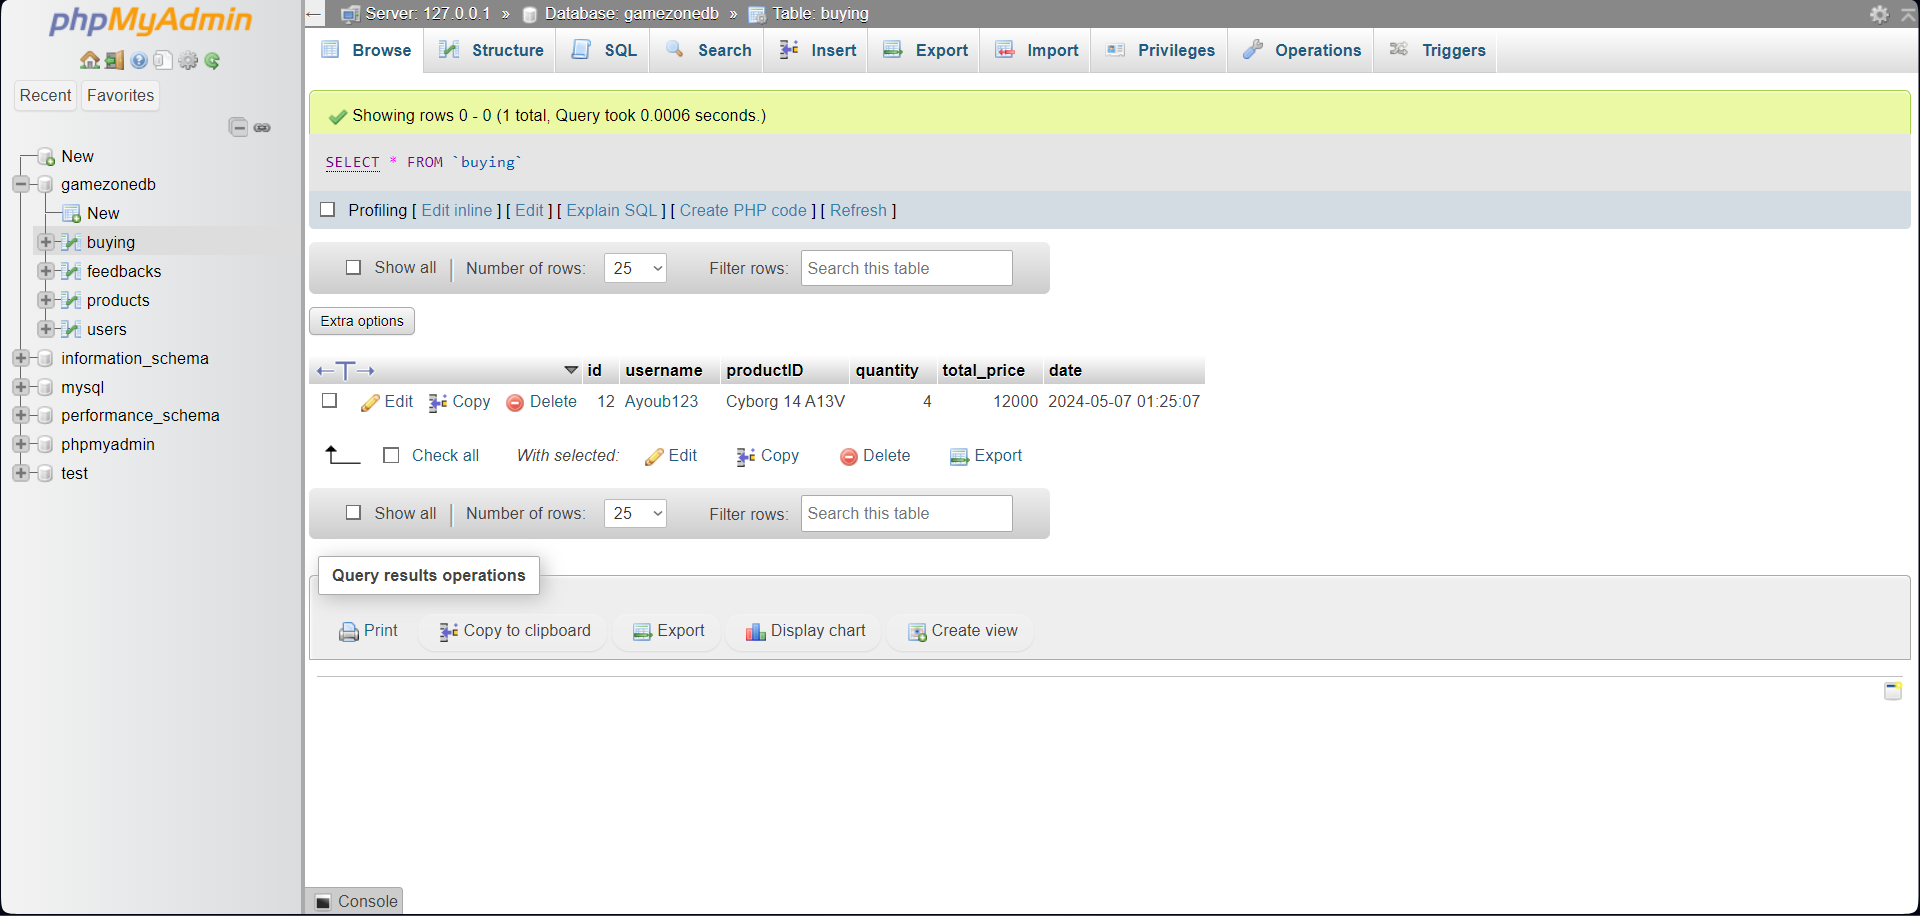 phpMyAdmin
Recent Favorites
New
gamezonedb
New
buying
feedbacks
products
users
information_schema
mysql
performance_schema
phpmyadmin
test
Server: 127.0.0.1 » Database: gamezonedb » Table: buying
Browse Structure SQL Search Insert Export Import Privileges Operations Triggers
Showing rows 0 - 0 (1 total, Query took 0.0006 seconds.)
SELECT * FROM `buying`
Profiling [ Edit inline ] [ Edit ] [ Explain SQL ] [ Create PHP code ] [ Refresh ]
Show all | Number of rows: 25 Filter rows: Search this table
Extra options
←T→ id username productID quantity total_price date
Edit Copy Delete 12 Ayoub123 Cyborg 14 A13V 4 12000 2024-05-07 01:25:07
Check all With selected: Edit Copy Delete Export
Show all | Number of rows: 25 Filter rows: Search this table
Query results operations
Print Copy to clipboard Export Display chart Create view
Console